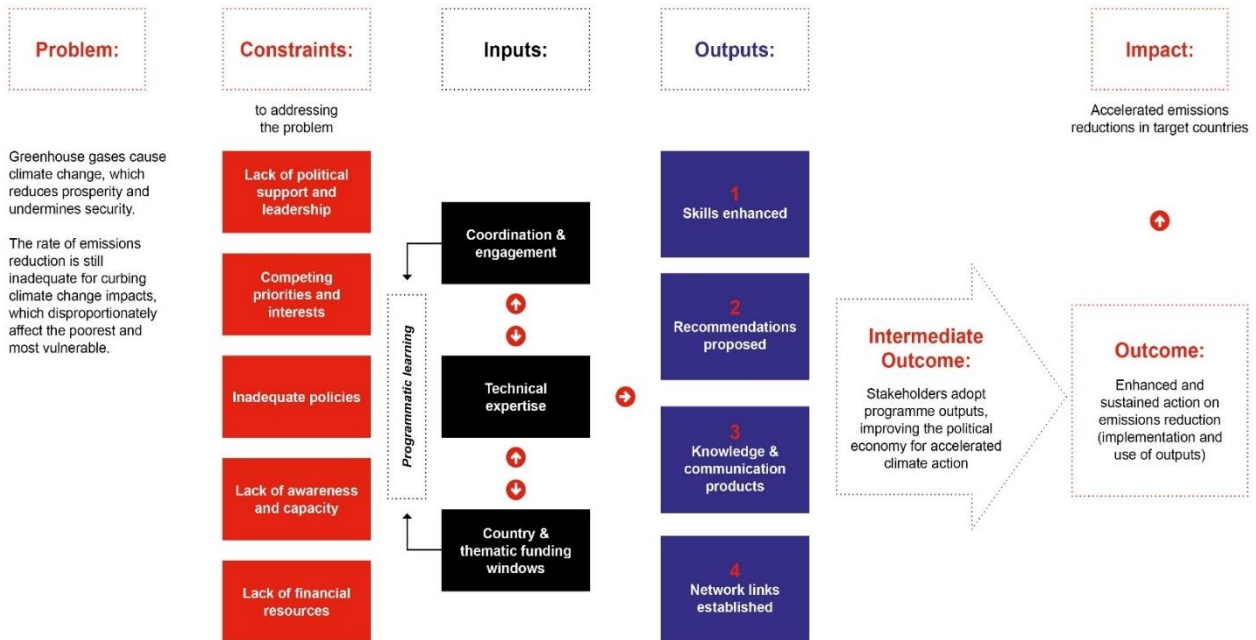 Problem:
Greenhouse gases cause
climate change, which
reduces prosperity and
undermines security.
The rate of emissions
reduction is still
inadequate for curbing
climate change impacts,
which disproportionately
affect the poorest and
most vulnerable.
Constraints:
to addressing
the problem
Lack of political
support and
leadership
Competing
priorities and
interests
Inadequate policies
Lack of awareness
and capacity
Lack of financial
resources
Programmatic learning
Inputs:
Coordination &
engagement
Technical
expertise
Country &
thematic funding
windows
Outputs:
1
Skills enhanced
2
Recommendations
proposed
3
Knowledge &
communication
products
4
Network links
established
Intermediate
Outcome:
Stakeholders adopt
programme outputs,
improving the political
economy for accelerated
climate action
Impact:
Accelerated emissions
reductions in target countries
Outcome:
Enhanced and
sustained action on
emissions reduction
(implementation and
use of outputs)